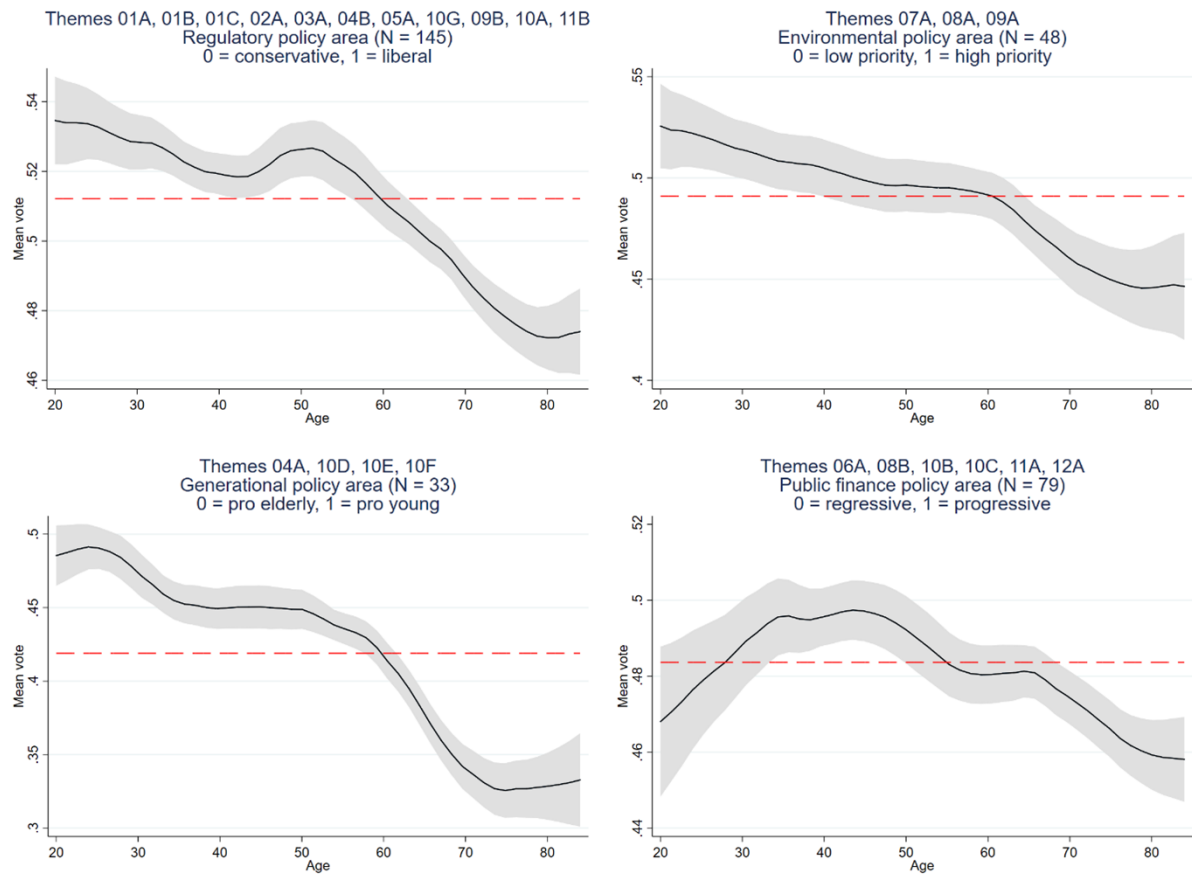 Themes 01A, 01B, 01C, 02A, 03A, 04B, 05A, 10G, 09B, 10A, 11B
Regulatory policy area (N = 145)
0 = conservative, 1 = liberal
.54
.52
.5
.48
.46
Mean vote
20 30 40 50 60 70 80
Age
Themes 07A, 08A, 09A
Environmental policy area (N = 48)
0 = low priority, 1 = high priority
.55
.5
.45
.4
Mean vote
20 30 40 50 60 70 80
Age
Themes 04A, 10D, 10E, 10F
Generational policy area (N = 33)
0 = pro elderly, 1 = pro young
.5
.45
.4
.35
.3
Mean vote
20 30 40 50 60 70 80
Age
Themes 06A, 08B, 10B, 10C, 11A, 12A
Public finance policy area (N = 79)
0 = regressive, 1 = progressive
.52
.5
.48
.46
.44
Mean vote
20 30 40 50 60 70 80
Age